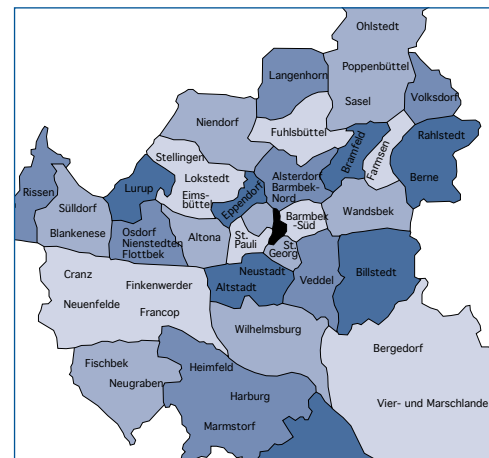 Ohlstedt
Poppenbüttel
Sasel
Langenhorn
Volksdorf
Niendorf
Fuhlsbüttel
Rahlstedt
Berne
Farmsen
Bramfeld
Stellingen
Lokstedt
Eims-
büttel
Lurup
Eppendorf
Alsterdorf
Barmbek-
Nord
Rissen
Sülldorf
Blankenese
Osdorf
Nienstedten
Flottbek
Altona
St.
Pauli
Barmbek
-Süd
St.
Georg
Wandsbek
Cranz
Neuenfelde
Finkenwerder
Francop
Neustadt
Altstadt
Veddel
Billstedt
Wilhelmsburg
Bergedorf
Vier- und Marschlande
Fischbek
Neugraben
Heimfeld
Harburg
Marmstorf